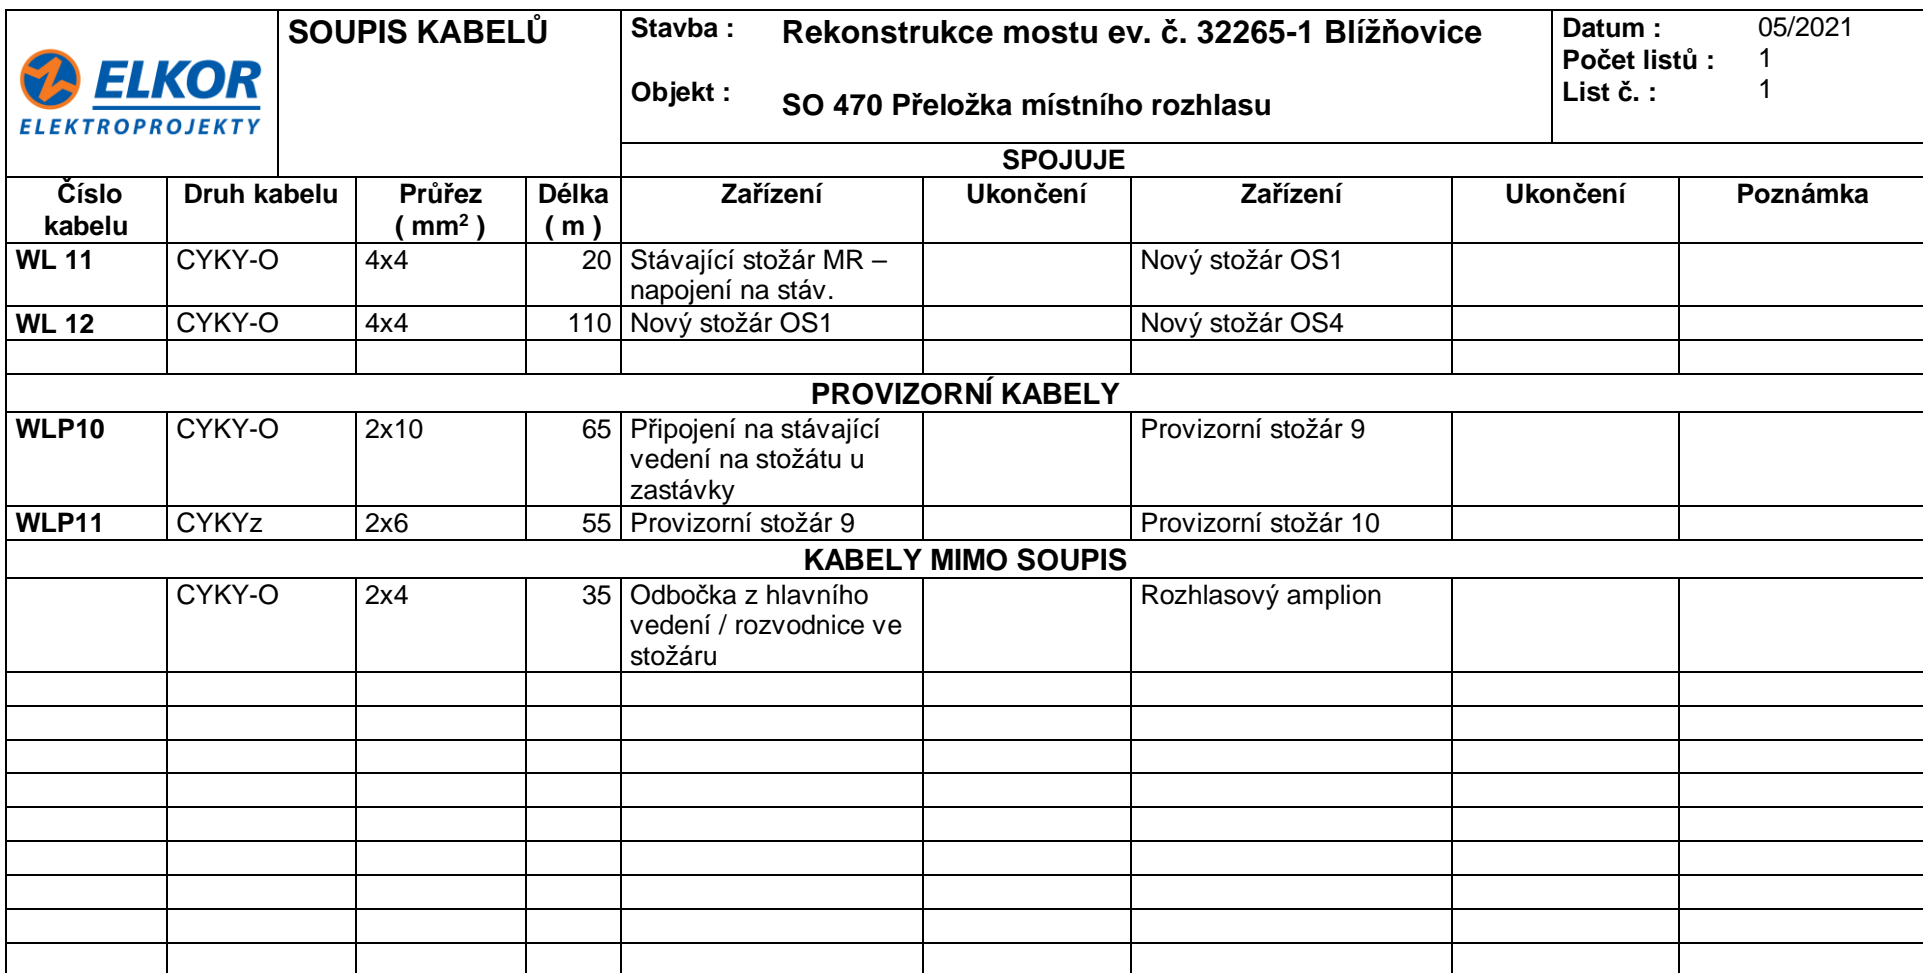 ELKOR
ELEKTROPROJEKTY
SOUPIS KABELŮ
Stavba : Rekonstrukce mostu ev. č. 32265-1 Blížňovice
Objekt : SO 470 Přeložka místního rozhlasu
Datum : 05/2021
Počet listů : 1
List č. : 1
SPOJUJE
Číslo kabelu Druh kabelu Průřez ( mm² ) Délka ( m ) Zařízení Ukončení Zařízení Ukončení Poznámka
WL 11 CYKY-O 4x4 20 Stávající stožár MR – napojení na stáv. Nový stožár OS1
WL 12 CYKY-O 4x4 110 Nový stožár OS1 Nový stožár OS4
PROVIZORNÍ KABELY
WLP10 CYKY-O 2x10 65 Připojení na stávající vedení na stožátu u zastávky Provizorní stožár 9
WLP11 CYKYz 2x6 55 Provizorní stožár 9 Provizorní stožár 10
KABELY MIMO SOUPIS
CYKY-O 2x4 35 Odbočka z hlavního vedení / rozvodnice ve stožáru Rozhlasový amplion